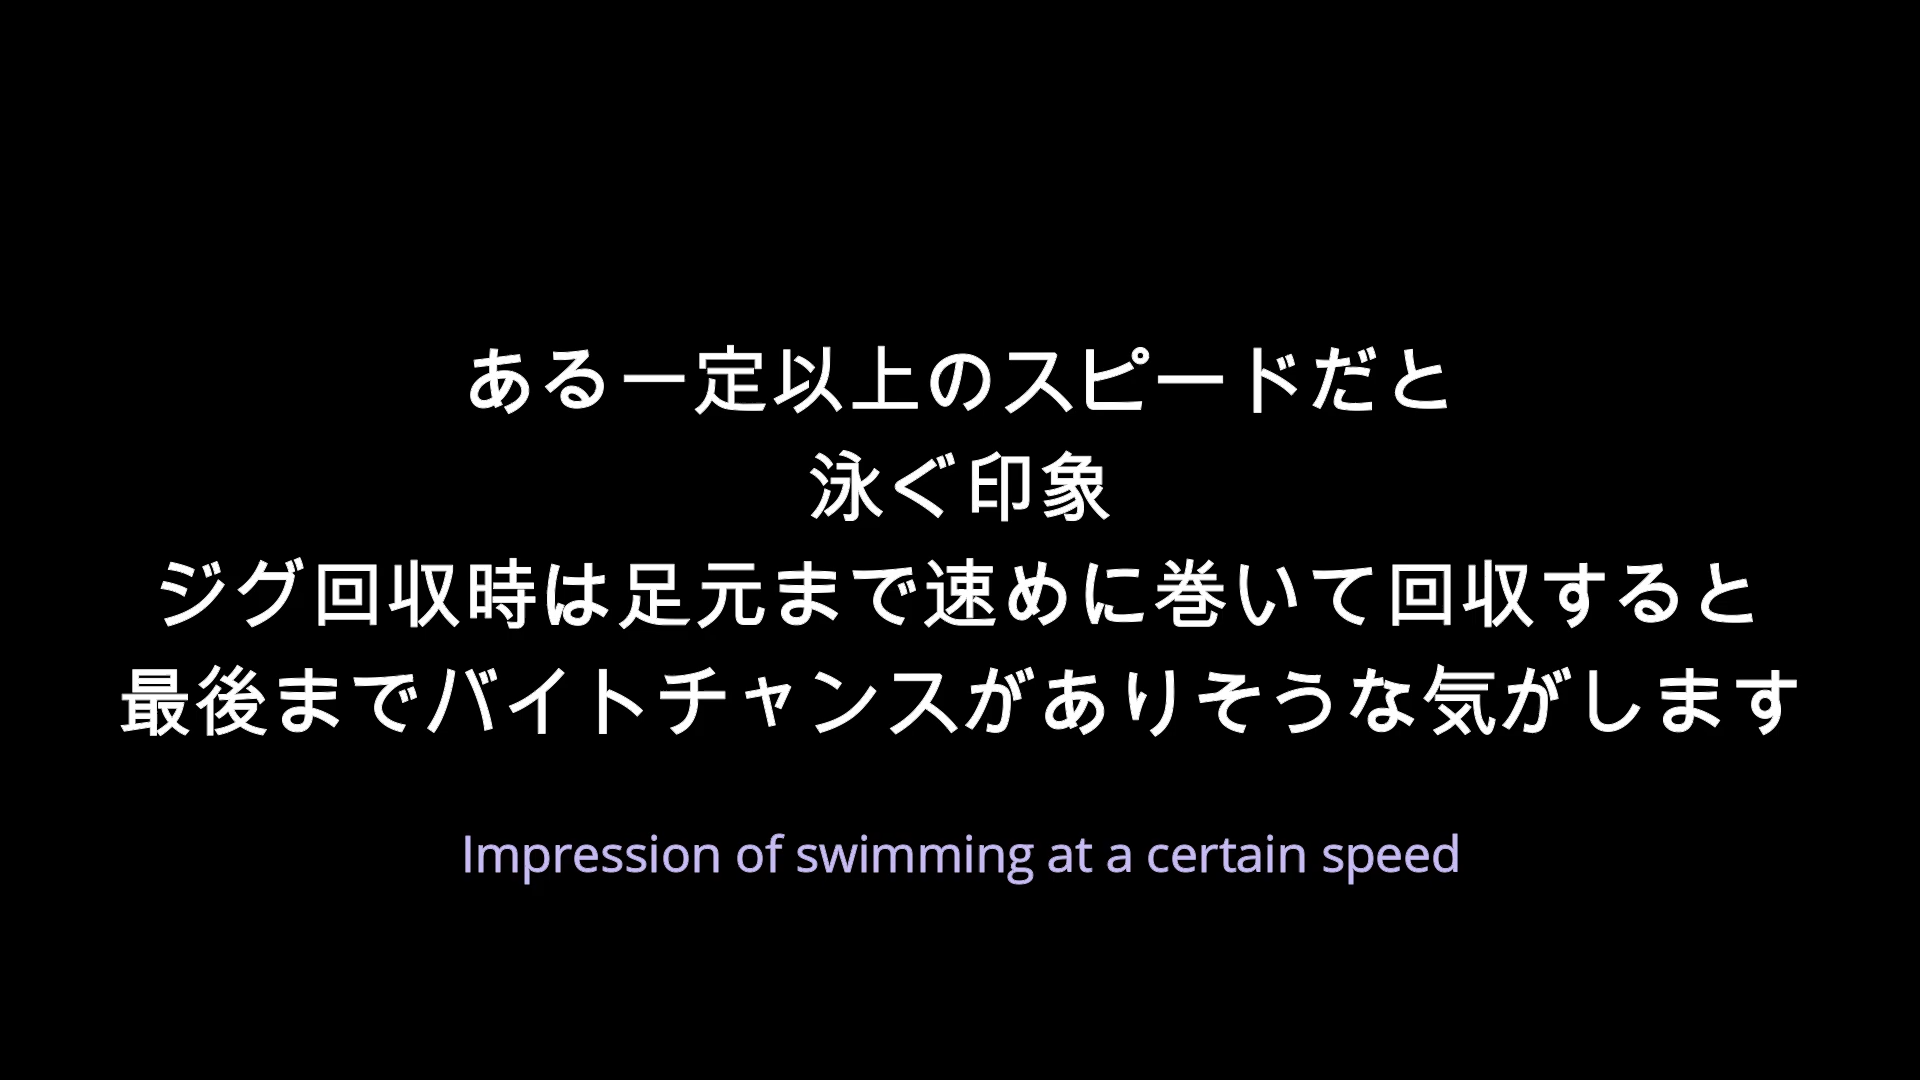 ある一定以上のスピードだと
泳ぐ印象
ジグ回収時は足元まで速めに巻いて回収すると
最後までバイトチャンスがありそうな気がします
Impression of swimming at a certain speed